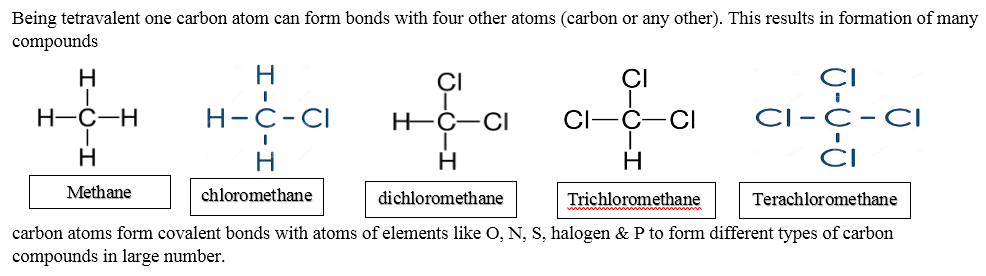 Being tetravalent one carbon atom can form bonds with four other atoms (carbon or any other). This results in formation of many
compounds
H H Cl Cl Cl
H-C-H H-C-Cl H-C-Cl Cl-C-Cl Cl-C-Cl
H H H H Cl
Methane chloromethane dichloromethane Trichloromethane Terachloromethane
carbon atoms form covalent bonds with atoms of elements like O, N, S, halogen & P to form different types of carbon
compounds in large number.